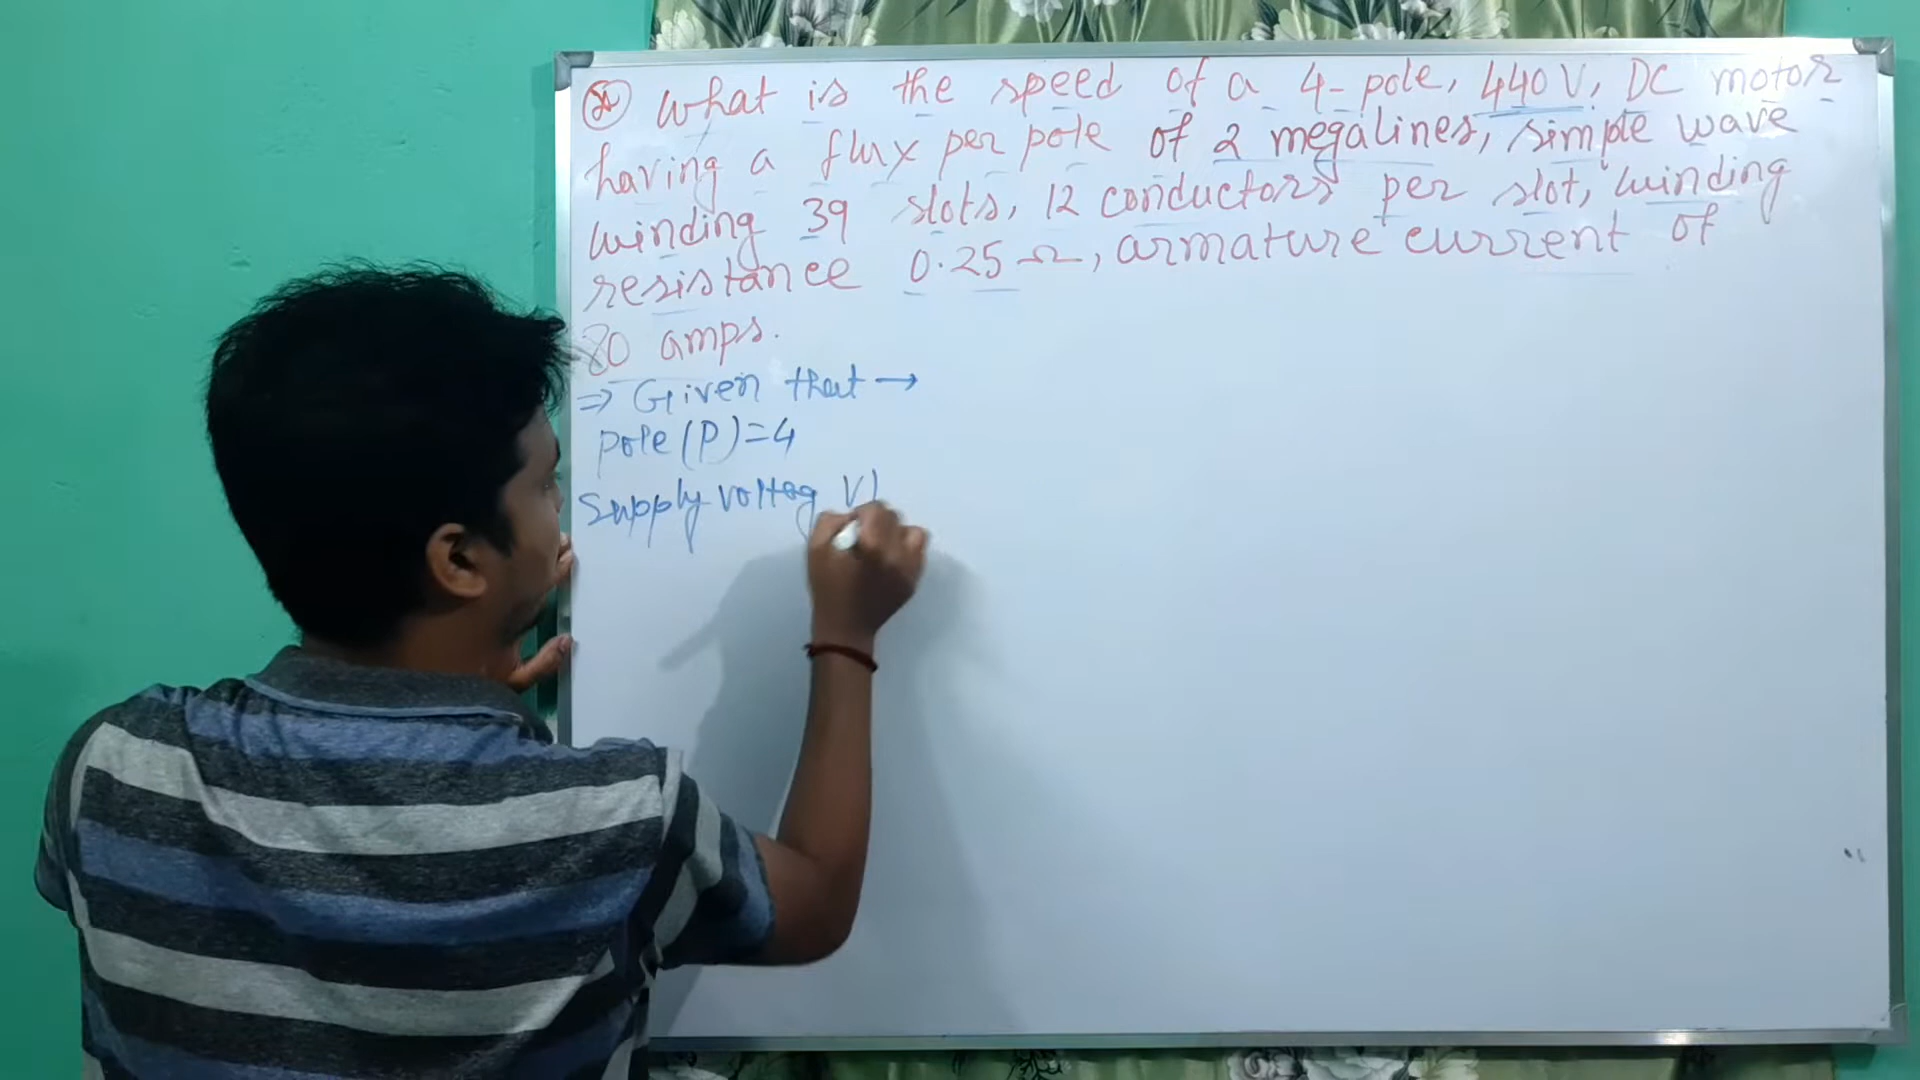 What is the speed of a 4-pole, 440V, DC motor
having a flux per pole of 2 megalines, simple wave
winding 39 slots, 12 conductors per slot, winding
resistance 0.25 Ω, armature current of
80 amps.
⇒ Given that →
pole (P) = 4
Supply voltag V